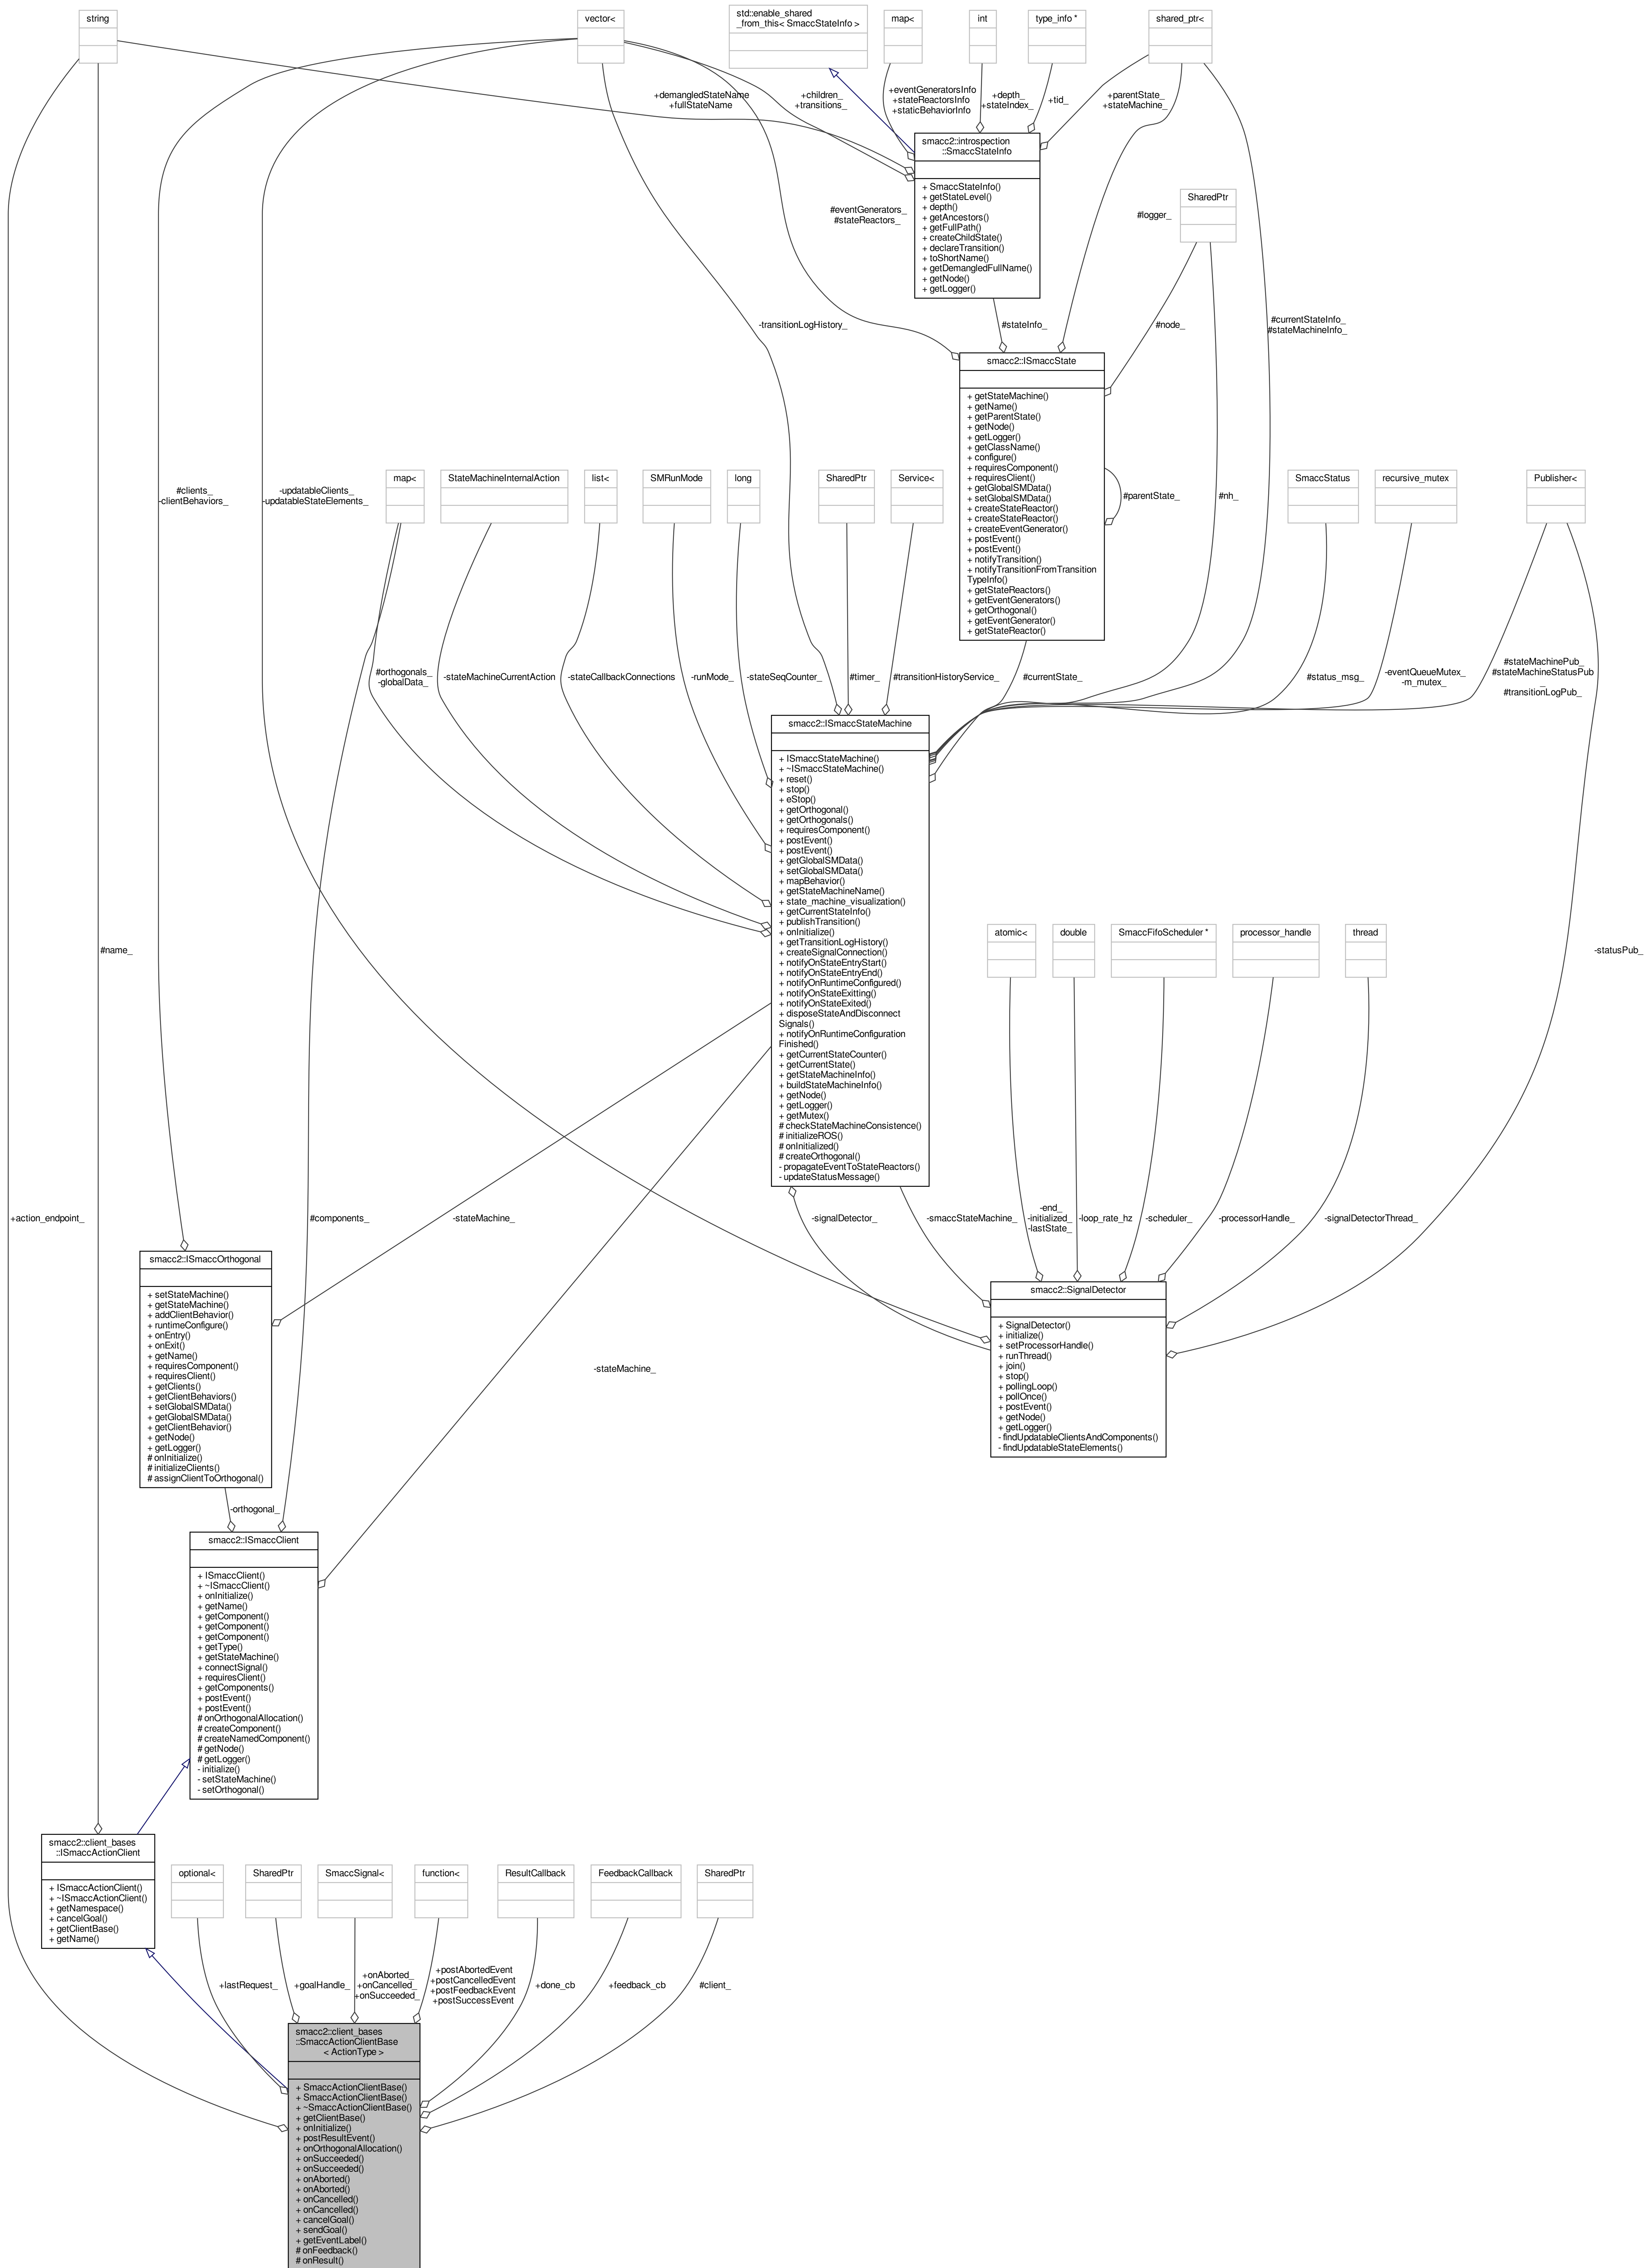 string
vector<
std::enable_shared
_from_this< SmaccStateInfo >
map<
int
type_info *
shared_ptr<
+demangledStateName
+fullStateName
+children_
+transitions_
+eventGeneratorsInfo
+stateReactorsInfo
+staticBehaviorInfo
+depth_
+stateIndex_
+tid_
+parentState_
+stateMachine_
smacc2::introspection
::SmaccStateInfo
+ SmaccStateInfo()
+ getStateLevel()
+ depth()
+ getAncestors()
+ getFullPath()
+ createChildState()
+ declareTransition()
+ toShortName()
+ getDemangledFullName()
+ getNode()
+ getLogger()
SharedPtr
#eventGenerators_
#stateReactors_
#logger_
-transitionLogHistory_
#stateInfo_
#node_
#currentStateInfo_
#stateMachineInfo_
smacc2::ISmaccState
+ getStateMachine()
+ getName()
+ getParentState()
+ getNode()
+ getLogger()
+ getClassName()
+ configure()
+ requiresComponent()
+ requiresClient()
+ getGlobalSMData()
+ setGlobalSMData()
+ createStateReactor()
+ createStateReactor()
+ createEventGenerator()
+ postEvent()
+ postEvent()
+ notifyTransition()
+ notifyTransitionFromTransition
TypeInfo()
+ getStateReactors()
+ getEventGenerators()
+ getOrthogonal()
+ getEventGenerator()
+ getStateReactor()
#parentState_
#nh_
#clients_
-clientBehaviors_
-updatableClients_
-updatableStateElements_
map<
StateMachineInternalAction
list<
SMRunMode
long
SharedPtr
Service<
SmaccStatus
recursive_mutex
Publisher<
#orthogonals_
-globalData_
-stateMachineCurrentAction
-stateCallbackConnections
-runMode_
-stateSeqCounter_
#timer_
#transitionHistoryService_
#currentState_
#status_msg_
-eventQueueMutex_
-m_mutex_
#stateMachinePub_
#stateMachineStatusPub
_
#transitionLogPub_
smacc2::ISmaccStateMachine
+ ISmaccStateMachine()
+ ~ISmaccStateMachine()
+ reset()
+ stop()
+ eStop()
+ getOrthogonal()
+ getOrthogonals()
+ requiresComponent()
+ postEvent()
+ postEvent()
+ getGlobalSMData()
+ setGlobalSMData()
+ mapBehavior()
+ getStateMachineName()
+ state_machine_visualization()
+ getCurrentStateInfo()
+ publishTransition()
+ onInitialize()
+ getTransitionLogHistory()
+ createSignalConnection()
+ notifyOnStateEntryStart()
+ notifyOnStateEntryEnd()
+ notifyOnRuntimeConfigured()
+ notifyOnStateExitting()
+ notifyOnStateExited()
+ disposeStateAndDisconnect
Signals()
+ notifyOnRuntimeConfiguration
Finished()
+ getCurrentStateCounter()
+ getCurrentState()
+ getStateMachineInfo()
+ buildStateMachineInfo()
+ getNode()
+ getLogger()
+ getMutex()
# checkStateMachineConsistence()
# initializeROS()
# onInitialized()
# createOrthogonal()
- propagateEventToStateReactors()
- updateStatusMessage()
#name_
atomic<
double
SmaccFifoScheduler *
processor_handle
thread
-statusPub_
+action_endpoint_
#components_
-stateMachine_
-signalDetector_
-smaccStateMachine_
-end_
-initialized_
-lastState_
-loop_rate_hz
-scheduler_
-processorHandle_
-signalDetectorThread_
smacc2::ISmaccOrthogonal
+ setStateMachine()
+ getStateMachine()
+ addClientBehavior()
+ runtimeConfigure()
+ onEntry()
+ onExit()
+ getName()
+ requiresComponent()
+ requiresClient()
+ getClients()
+ getClientBehaviors()
+ setGlobalSMData()
+ getGlobalSMData()
+ getClientBehavior()
+ getNode()
+ getLogger()
# onInitialize()
# initializeClients()
# assignClientToOrthogonal()
smacc2::SignalDetector
+ SignalDetector()
+ initialize()
+ setProcessorHandle()
+ runThread()
+ join()
+ stop()
+ pollingLoop()
+ pollOnce()
+ postEvent()
+ getNode()
+ getLogger()
- findUpdatableClientsAndComponents()
- findUpdatableStateElements()
-stateMachine_
-orthogonal_
smacc2::ISmaccClient
+ ISmaccClient()
+ ~ISmaccClient()
+ onInitialize()
+ getName()
+ getComponent()
+ getComponent()
+ getComponent()
+ getType()
+ getStateMachine()
+ connectSignal()
+ requiresClient()
+ getComponents()
+ postEvent()
+ postEvent()
# onOrthogonalAllocation()
# createComponent()
# createNamedComponent()
# getNode()
# getLogger()
- initialize()
- setStateMachine()
- setOrthogonal()
smacc2::client_bases
::ISmaccActionClient
+ ISmaccActionClient()
+ ~ISmaccActionClient()
+ getNamespace()
+ cancelGoal()
+ getClientBase()
+ getName()
optional<
SharedPtr
SmaccSignal<
function<
ResultCallback
FeedbackCallback
SharedPtr
+lastRequest_
+goalHandle_
+onAborted_
+onCancelled_
+onSucceeded_
+postAbortedEvent
+postCancelledEvent
+postFeedbackEvent
+postSuccessEvent
+done_cb
+feedback_cb
#client_
smacc2::client_bases
::SmaccActionClientBase
< ActionType >
+ SmaccActionClientBase()
+ SmaccActionClientBase()
+ ~SmaccActionClientBase()
+ getClientBase()
+ onInitialize()
+ postResultEvent()
+ onOrthogonalAllocation()
+ onSucceeded()
+ onSucceeded()
+ onAborted()
+ onAborted()
+ onCancelled()
+ onCancelled()
+ cancelGoal()
+ sendGoal()
+ getEventLabel()
# onFeedback()
# onResult()